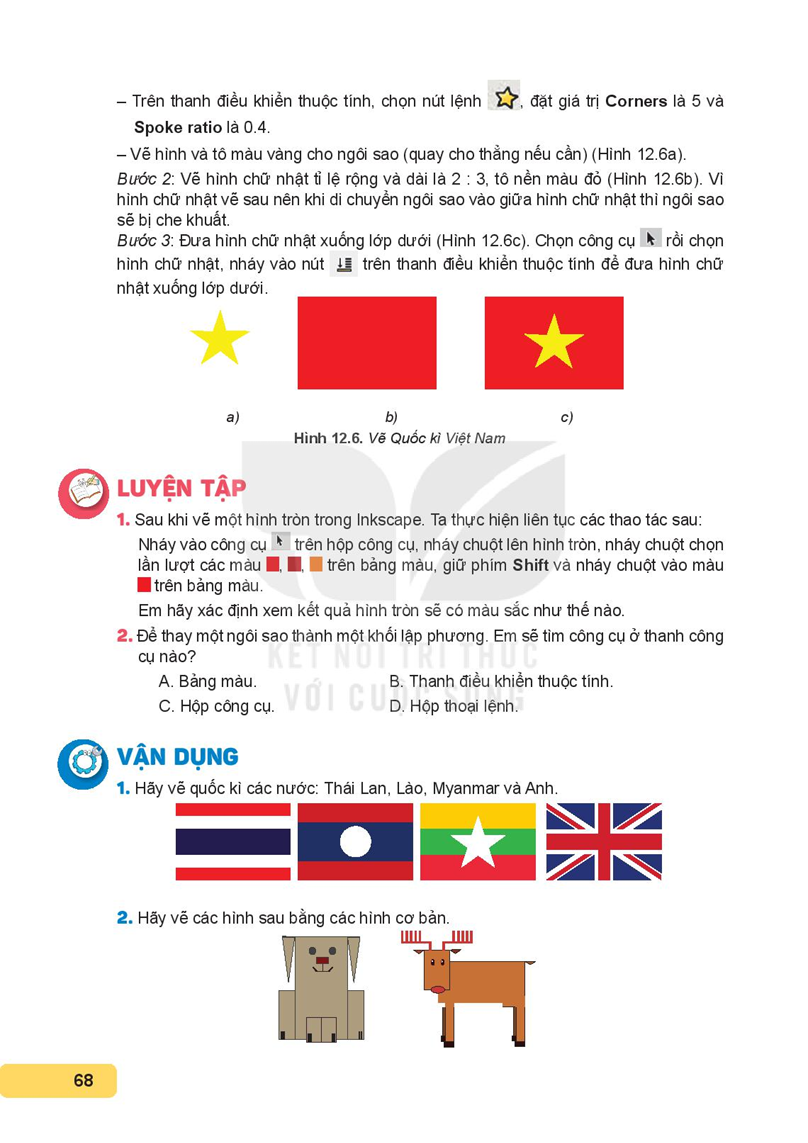 – Trên thanh điều khiển thuộc tính, chọn nút lệnh , đặt giá trị Corners là 5 và
Spoke ratio là 0.4.
– Vẽ hình và tô màu vàng cho ngôi sao (quay cho thẳng nếu cần) (Hình 12.6a).
Bước 2: Vẽ hình chữ nhật tỉ lệ rộng và dài là 2 : 3, tô nền màu đỏ (Hình 12.6b). Vì
hình chữ nhật vẽ sau nên khi di chuyển ngôi sao vào giữa hình chữ nhật thì ngôi sao
sẽ bị che khuất.
Bước 3: Đưa hình chữ nhật xuống lớp dưới (Hình 12.6c). Chọn công cụ rồi chọn
hình chữ nhật, nháy vào nút trên thanh điều khiển thuộc tính để đưa hình chữ
nhật xuống lớp dưới.
a) b) c)
Hình 12.6. Vẽ Quốc kì Việt Nam
LUYỆN TẬP
1. Sau khi vẽ một hình tròn trong Inkscape. Ta thực hiện liên tục các thao tác sau:
Nháy vào công cụ trên hộp công cụ, nháy chuột lên hình tròn, nháy chuột chọn
lần lượt các màu , , trên bảng màu, giữ phím Shift và nháy chuột vào màu
trên bảng màu.
Em hãy xác định xem kết quả hình tròn sẽ có màu sắc như thế nào.
2. Để thay một ngôi sao thành một khối lập phương. Em sẽ tìm công cụ ở thanh công
cụ nào?
A. Bảng màu. B. Thanh điều khiển thuộc tính.
C. Hộp công cụ. D. Hộp thoại lệnh.
KẾT NỐI TRI THỨC
VỚI CUỘC SỐNG
VẬN DỤNG
1. Hãy vẽ quốc kì các nước: Thái Lan, Lào, Myanmar và Anh.
2. Hãy vẽ các hình sau bằng các hình cơ bản.
68